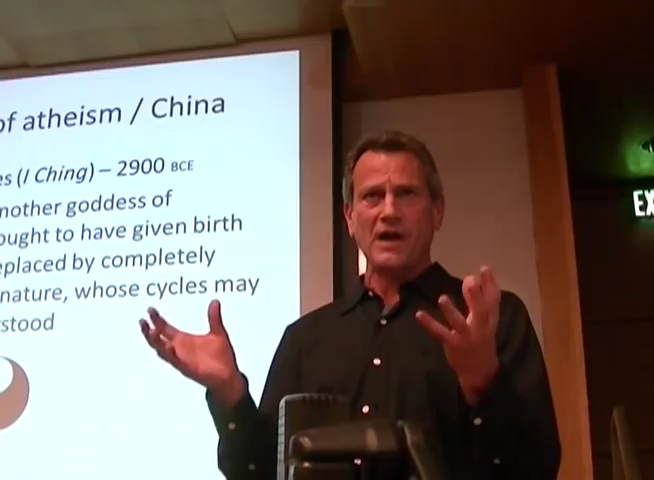 of atheism / China
es (I Ching) – 2900 BCE
nother goddess of
ought to have given birth
eplaced by completely
nature, whose cycles may
stood
EX